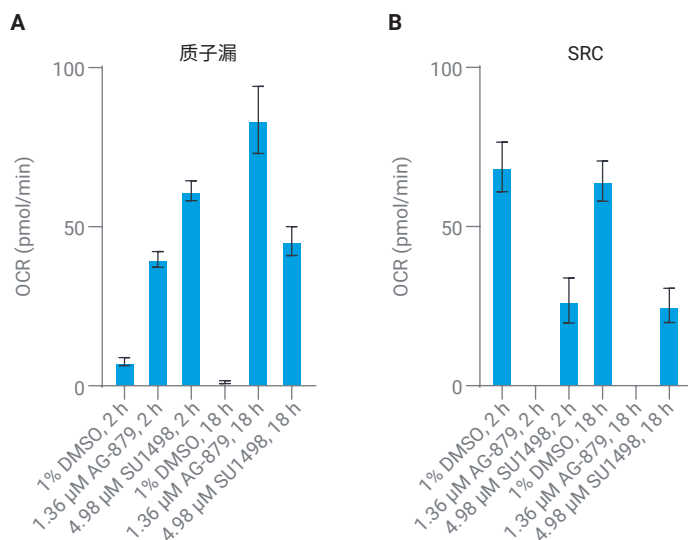 A
质子漏
100
50
0
OCR (pmol/min)
1% DMSO, 2 h
1.36 μM AG-879, 2 h
4.98 μM SU1498, 2 h
1% DMSO, 18 h
1.36 μM AG-879, 18 h
4.98 μM SU1498, 18 h
B
SRC
100
50
0
OCR (pmol/min)
1% DMSO, 2 h
1.36 μM AG-879, 2 h
4.98 μM SU1498, 2 h
1% DMSO, 18 h
1.36 μM AG-879, 18 h
4.98 μM SU1498, 18 h